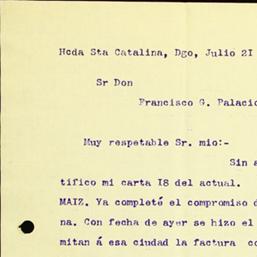 Hcda Sta Catalina, Dgo, Julio 21
Sr Don
Francisco G. Palacio
Muy respetable Sr. mio:-
Sin a
tifico mi carta I8 del actual.
MAIZ. Ya completé el compromiso d
na. Con fecha de ayer se hizo el
mitan á esa ciudad la factura co